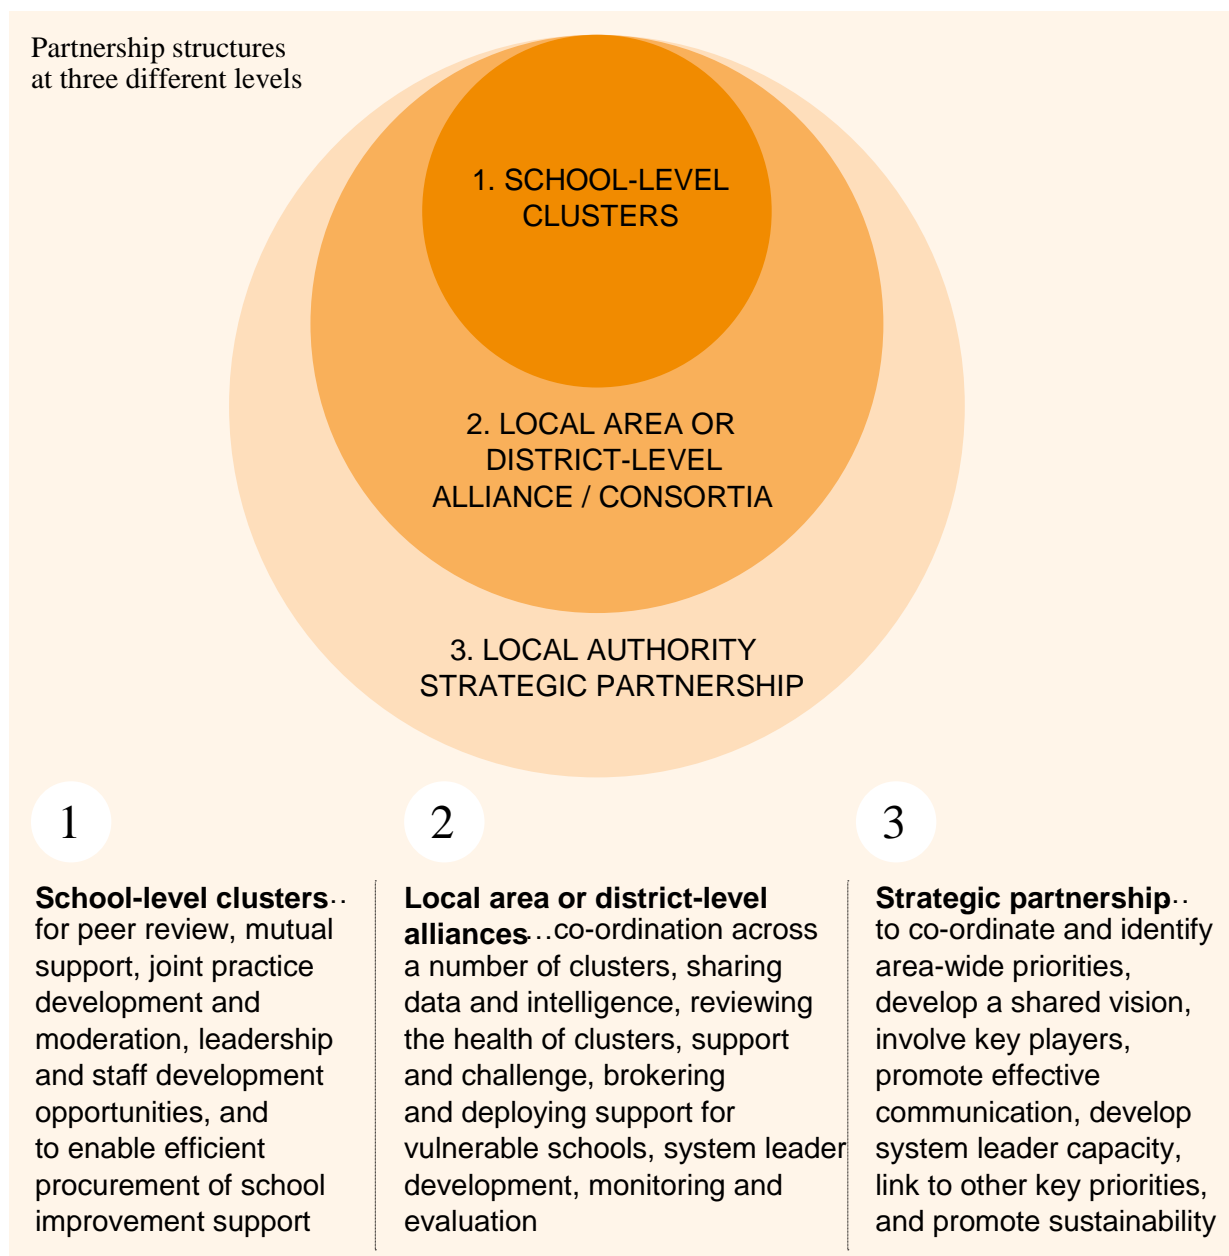 Partnership structures
at three different levels
1. SCHOOL-LEVEL
CLUSTERS
2. LOCAL AREA OR
DISTRICT-LEVEL
ALLIANCE / CONSORTIA
3. LOCAL AUTHORITY
STRATEGIC PARTNERSHIP
1
School-level clusters...
for peer review, mutual
support, joint practice
development and
moderation, leadership
and staff development
opportunities, and
to enable efficient
procurement of school
improvement support
2
Local area or district-level
alliances...co-ordination across
a number of clusters, sharing
data and intelligence, reviewing
the health of clusters, support
and challenge, brokering
and deploying support for
vulnerable schools, system leader
development, monitoring and
evaluation
3
Strategic partnership...
to co-ordinate and identify
area-wide priorities,
develop a shared vision,
involve key players,
promote effective
communication, develop
system leader capacity,
link to other key priorities,
and promote sustainability